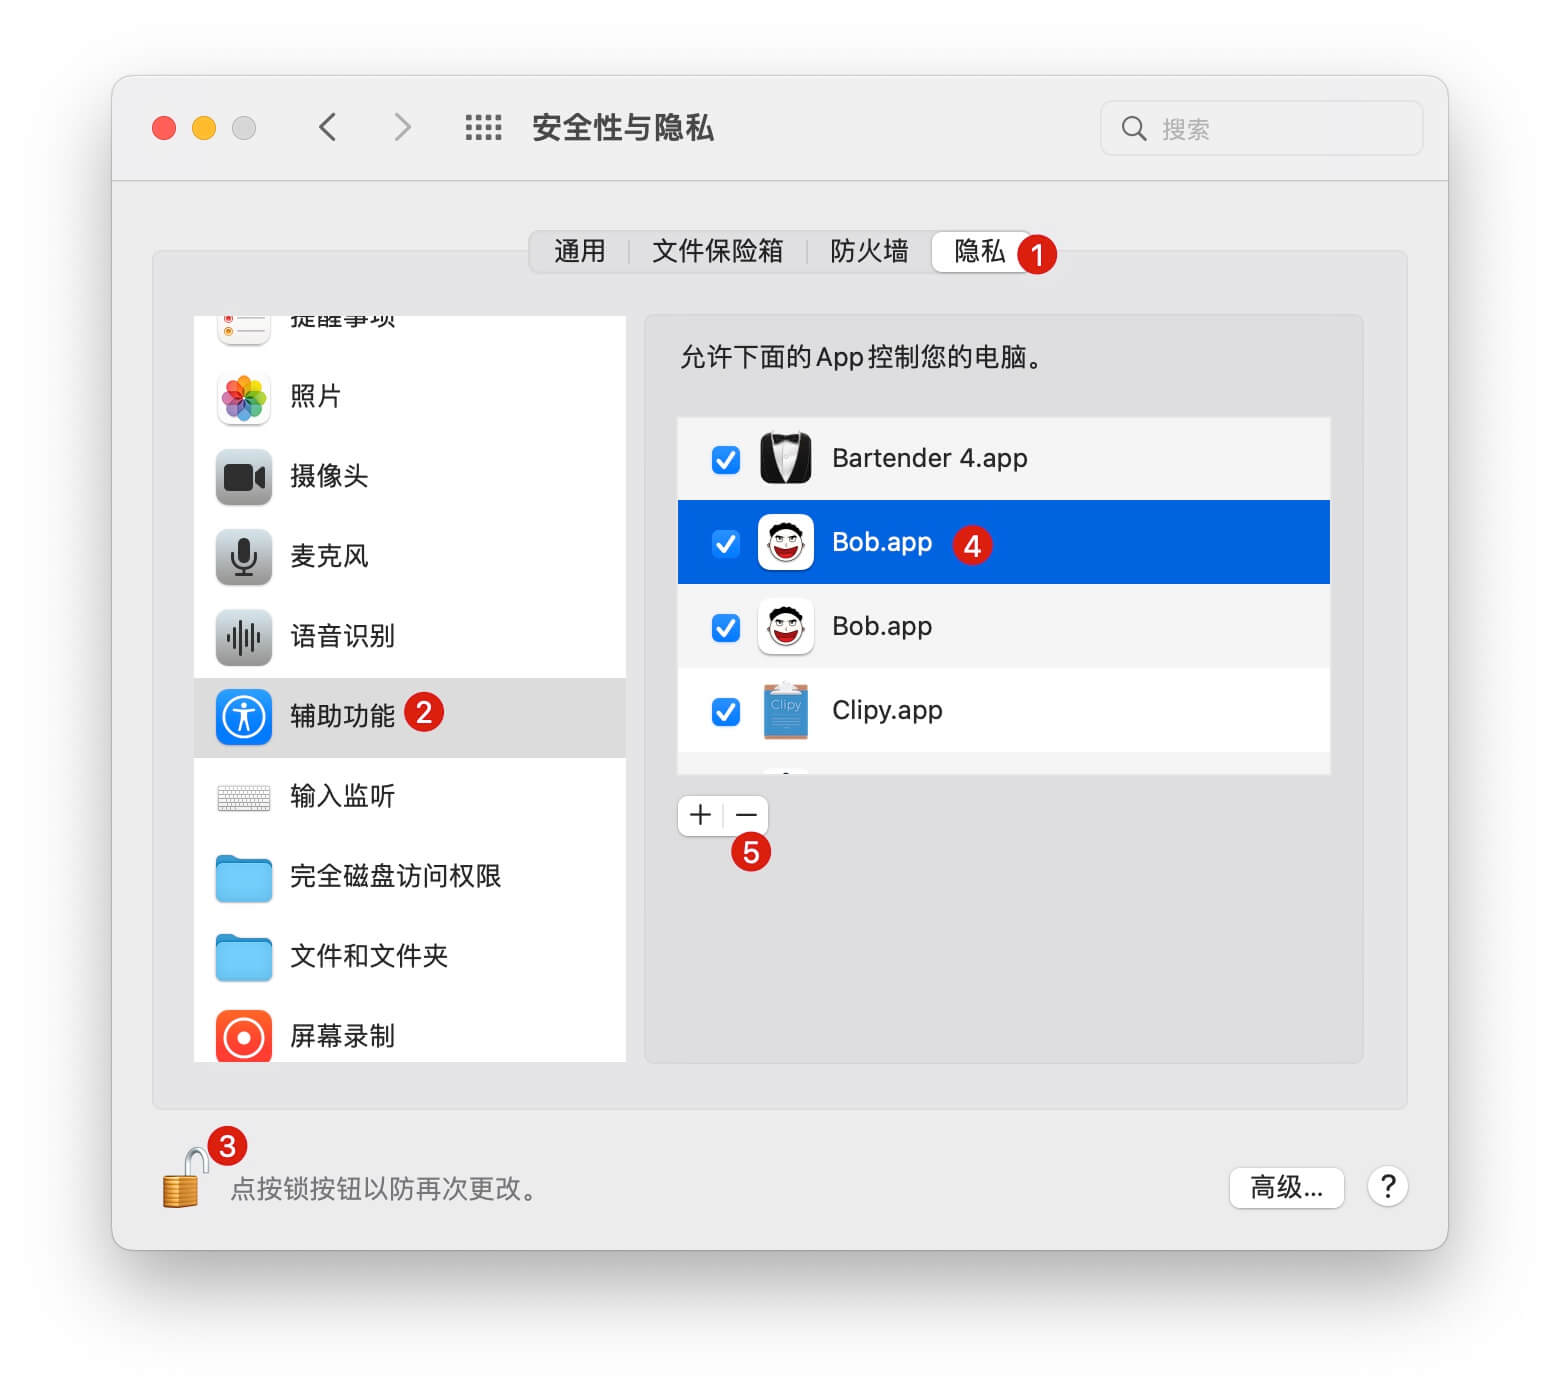 安全性与隐私
搜索
通用 文件保险箱 防火墙 隐私 1
提醒事项
照片
摄像头
麦克风
语音识别
辅助功能 2
输入监听
完全磁盘访问权限
文件和文件夹
屏幕录制
允许下面的App控制您的电脑。
Bartender 4.app
Bob.app 4
Bob.app
Clipy
Clipy.app
+ −
5
3
点按锁按钮以防再次更改。
高级...
?